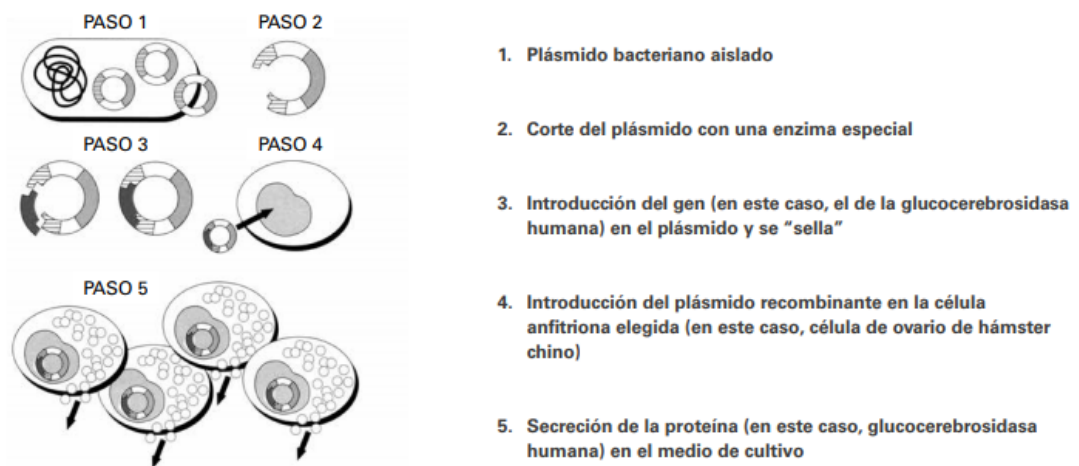 PASO 1
PASO 2
PASO 3
PASO 4
PASO 5
1. Plásmido bacteriano aislado
2. Corte del plásmido con una enzima especial
3. Introducción del gen (en este caso, el de la glucocerebrosidasa
humana) en el plásmido y se “sella”
4. Introducción del plásmido recombinante en la célula
anfitriona elegida (en este caso, célula de ovario de hámster
chino)
5. Secreción de la proteína (en este caso, glucocerebrosidasa
humana) en el medio de cultivo